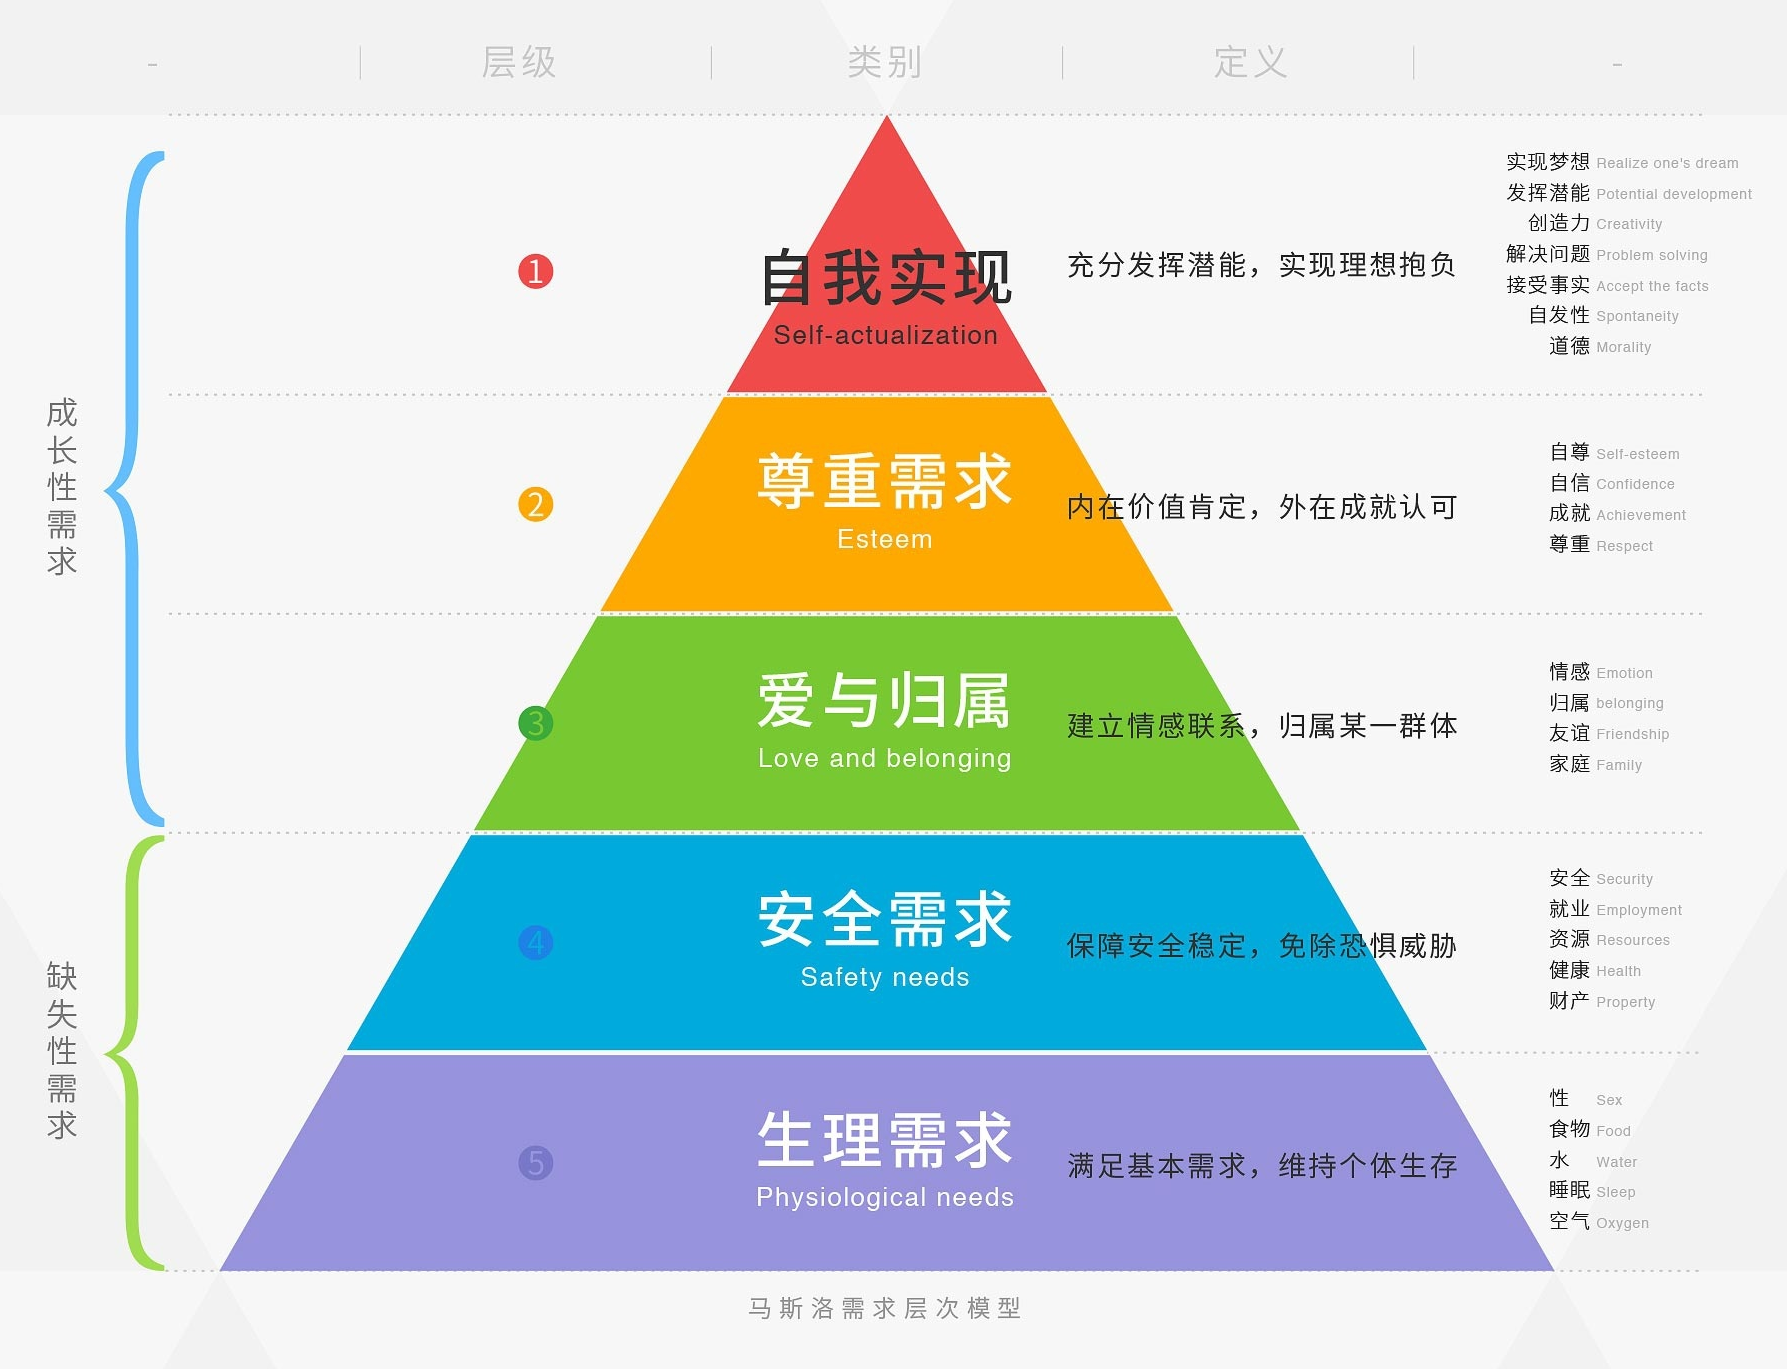 - 层级 类别 定义 -
成长性需求
1
自我实现
Self-actualization
充分发挥潜能，实现理想抱负
实现梦想 Realize one's dream
发挥潜能 Potential development
创造力 Creativity
解决问题 Problem solving
接受事实 Accept the facts
自发性 Spontaneity
道德 Morality
2
尊重需求
Esteem
内在价值肯定，外在成就认可
自尊 Self-esteem
自信 Confidence
成就 Achievement
尊重 Respect
3
爱与归属
Love and belonging
建立情感联系，归属某一群体
情感 Emotion
归属 belonging
友谊 Friendship
家庭 Family
缺失性需求
4
安全需求
Safety needs
保障安全稳定，免除恐惧威胁
安全 Security
就业 Employment
资源 Resources
健康 Health
财产 Property
5
生理需求
Physiological needs
满足基本需求，维持个体生存
性 Sex
食物 Food
水 Water
睡眠 Sleep
空气 Oxygen
马斯洛需求层次模型